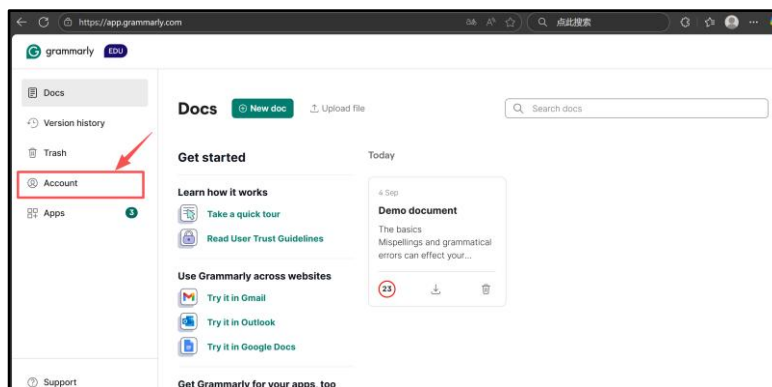 https://app.grammarly.com
点此搜索
grammarly EDU
Docs
Version history
Trash
Account
Apps 3
Support
Docs
New doc
Upload file
Search docs
Get started
Learn how it works
Take a quick tour
Read User Trust Guidelines
Use Grammarly across websites
Try it in Gmail
Try it in Outlook
Try it in Google Docs
Get Grammarly for your apps, too
Today
4 Sep
Demo document
The basics
Mispellings and grammatical
errors can effect your...
23